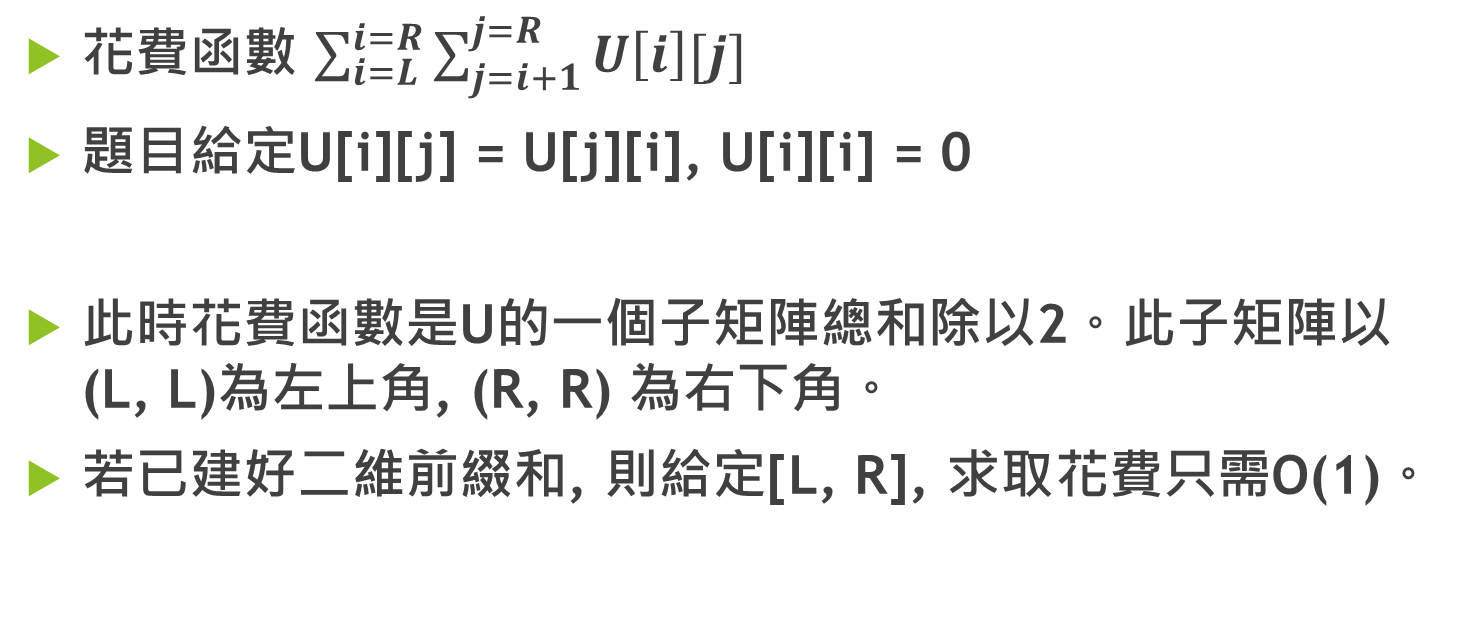 花費函數 ∑_{i=L}^{i=R} ∑_{j=i+1}^{j=R} U[i][j]
題目給定U[i][j] = U[j][i], U[i][i] = 0
此時花費函數是U的一個子矩陣總和除以2。此子矩陣以
(L, L)為左上角, (R, R) 為右下角。
若已建好二維前綴和, 則給定[L, R], 求取花費只需O(1)。